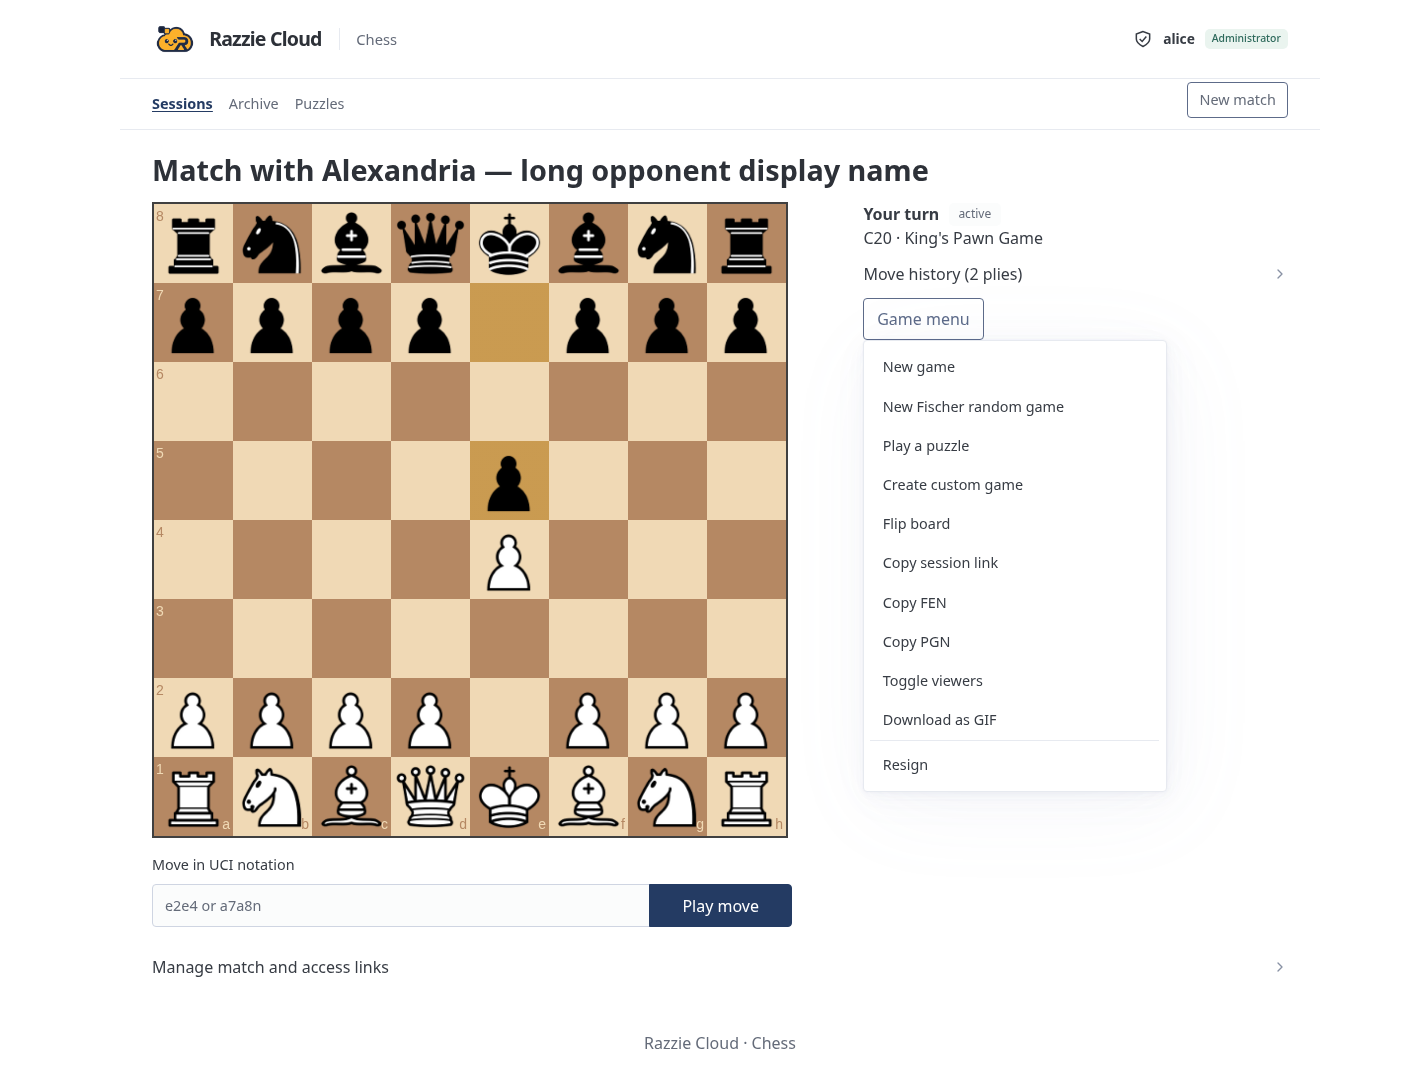 Razzie Cloud
Chess
alice
Administrator
Sessions
Archive
Puzzles
New match
Match with Alexandria — long opponent display name
8
7
6
5
4
3
2
1
a
b
c
d
e
f
g
h
Your turn
active
C20 · King's Pawn Game
Move history (2 plies)
Game menu
New game
New Fischer random game
Play a puzzle
Create custom game
Flip board
Copy session link
Copy FEN
Copy PGN
Toggle viewers
Download as GIF
Resign
Move in UCI notation
e2e4 or a7a8n
Play move
Manage match and access links
Razzie Cloud · Chess